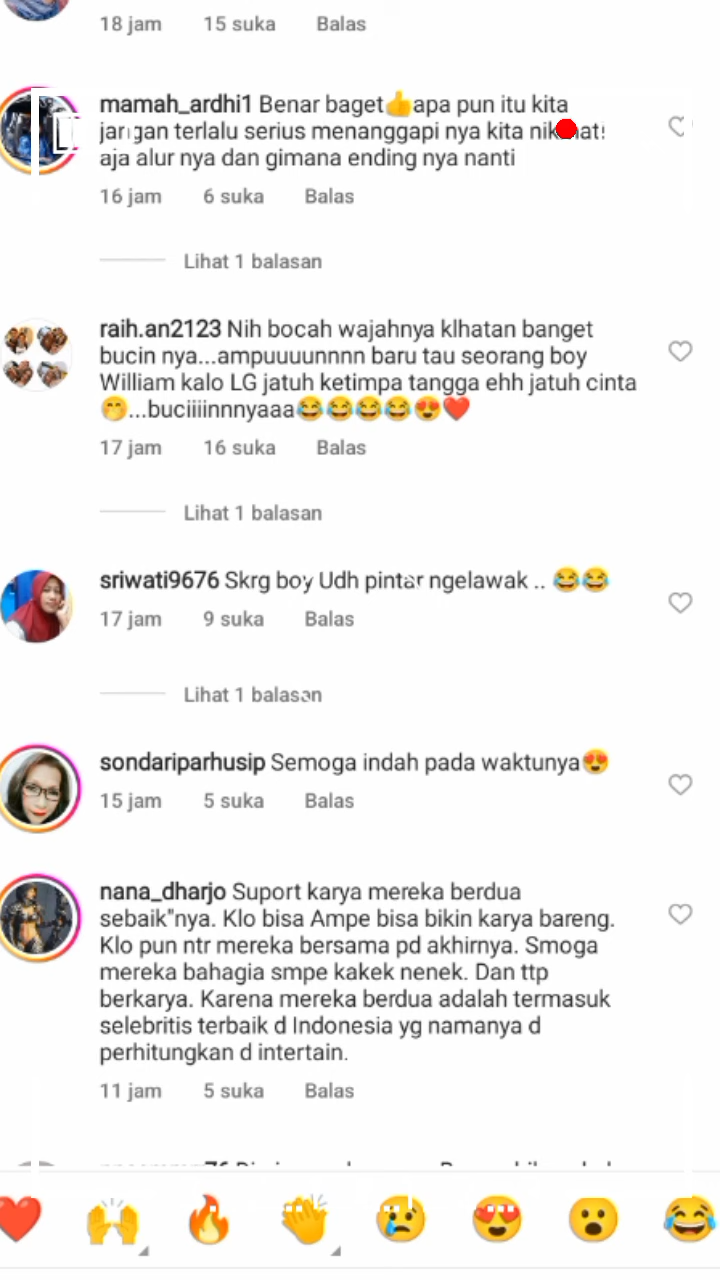 18 jam 15 suka Balas
mamah_ardhi1 Benar baget👍apa pun itu kita
jangan terlalu serius menanggapi nya kita nikmati
aja alur nya dan gimana ending nya nanti
16 jam 6 suka Balas
Lihat 1 balasan
raih.an2123 Nih bocah wajahnya klhatan banget
bucin nya...ampuuuunnnn baru tau seorang boy
William kalo LG jatuh ketimpa tangga ehh jatuh cinta
🤭...buciiiinnnyaaa😂😂😂😂😍❤️
17 jam 16 suka Balas
Lihat 1 balasan
sriwati9676 Skrg boy Udh pintar ngelawak .. 😂😂
17 jam 9 suka Balas
Lihat 1 balasan
sondariparhusip Semoga indah pada waktunya😍
15 jam 5 suka Balas
nana_dharjo Suport karya mereka berdua
sebaik"nya. Klo bisa Ampe bisa bikin karya bareng.
Klo pun ntr mereka bersama pd akhirnya. Smoga
mereka bahagia smpe kakek nenek. Dan ttp
berkarya. Karena mereka berdua adalah termasuk
selebritis terbaik d Indonesia yg namanya d
perhitungkan d intertain.
11 jam 5 suka Balas